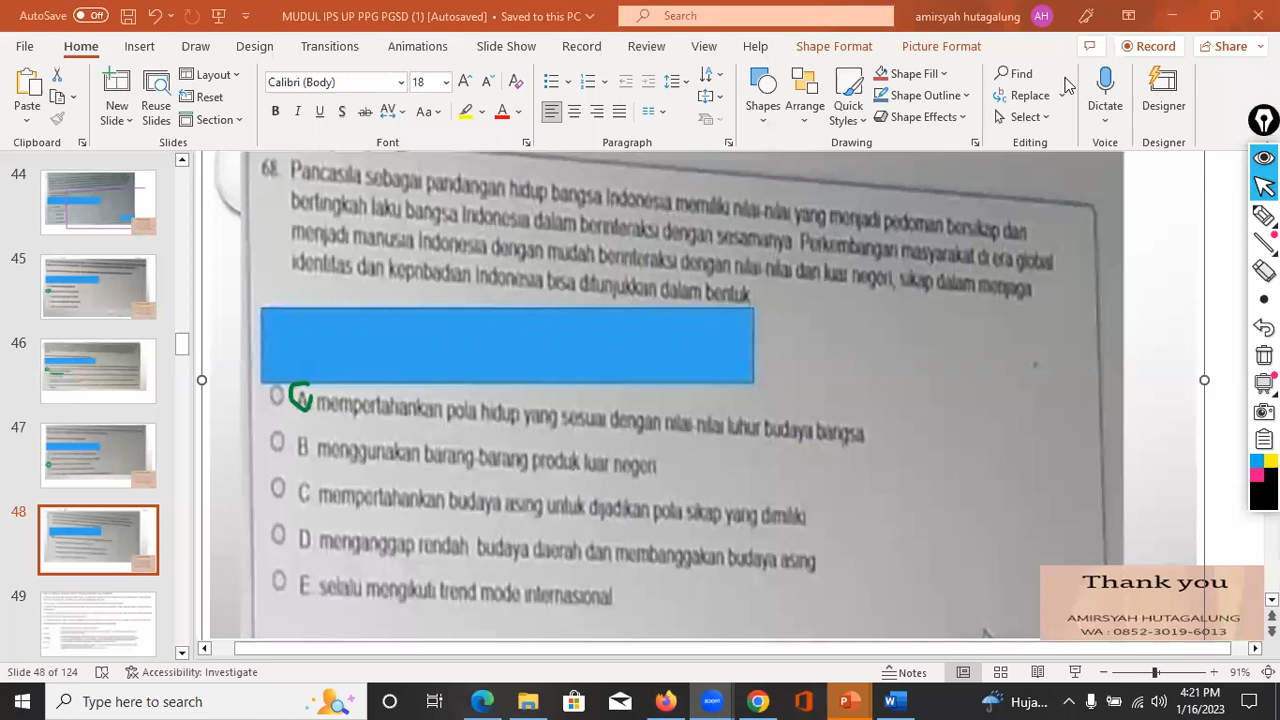 AutoSave Off MUDUL IPS UP PPG PGSD (1) [Autosaved] • Saved to this PC Search amirsyah hutagalung AH
File Home Insert Draw Design Transitions Animations Slide Show Record Review View Help Shape Format Picture Format Record Share
Paste New Slide Reuse Slides Layout Reset Section Calibri (Body) 18 Shapes Arrange Quick Styles Shape Fill Shape Outline Shape Effects Find Replace Select Dictate Designer
Clipboard Slides Font Paragraph Drawing Editing Voice Designer
44
45
46
47
48
49
68. Pancasila sebagai pandangan hidup bangsa Indonesia memiliki nilai-nilai yang menjadi pedoman bersikap dan
bertingkah laku bangsa Indonesia dalam berinteraksi dengan sesamanya. Perkembangan masyarakat di era global
menjadi manusia Indonesia dengan mudah berinteraksi dengan nilai-nilai dari luar negeri, sikap dalam menjaga
identitas dan kepribadian Indonesia bisa ditunjukkan dalam bentuk
A mempertahankan pola hidup yang sesuai dengan nilai-nilai luhur budaya bangsa
B menggunakan barang-barang produk luar negeri
C mempertahankan budaya asing untuk dijadikan pola sikap yang dimiliki
D menganggap rendah budaya daerah dan membanggakan budaya asing
E. selalu mengikuti trend mode internasional
Thank you
AMIRSYAH HUTAGALUNG
WA : 0852-3019-6013
Slide 48 of 124 Accessibility: Investigate Notes 91%
Type here to search zoom Huja... 4:21 PM
1/16/2023